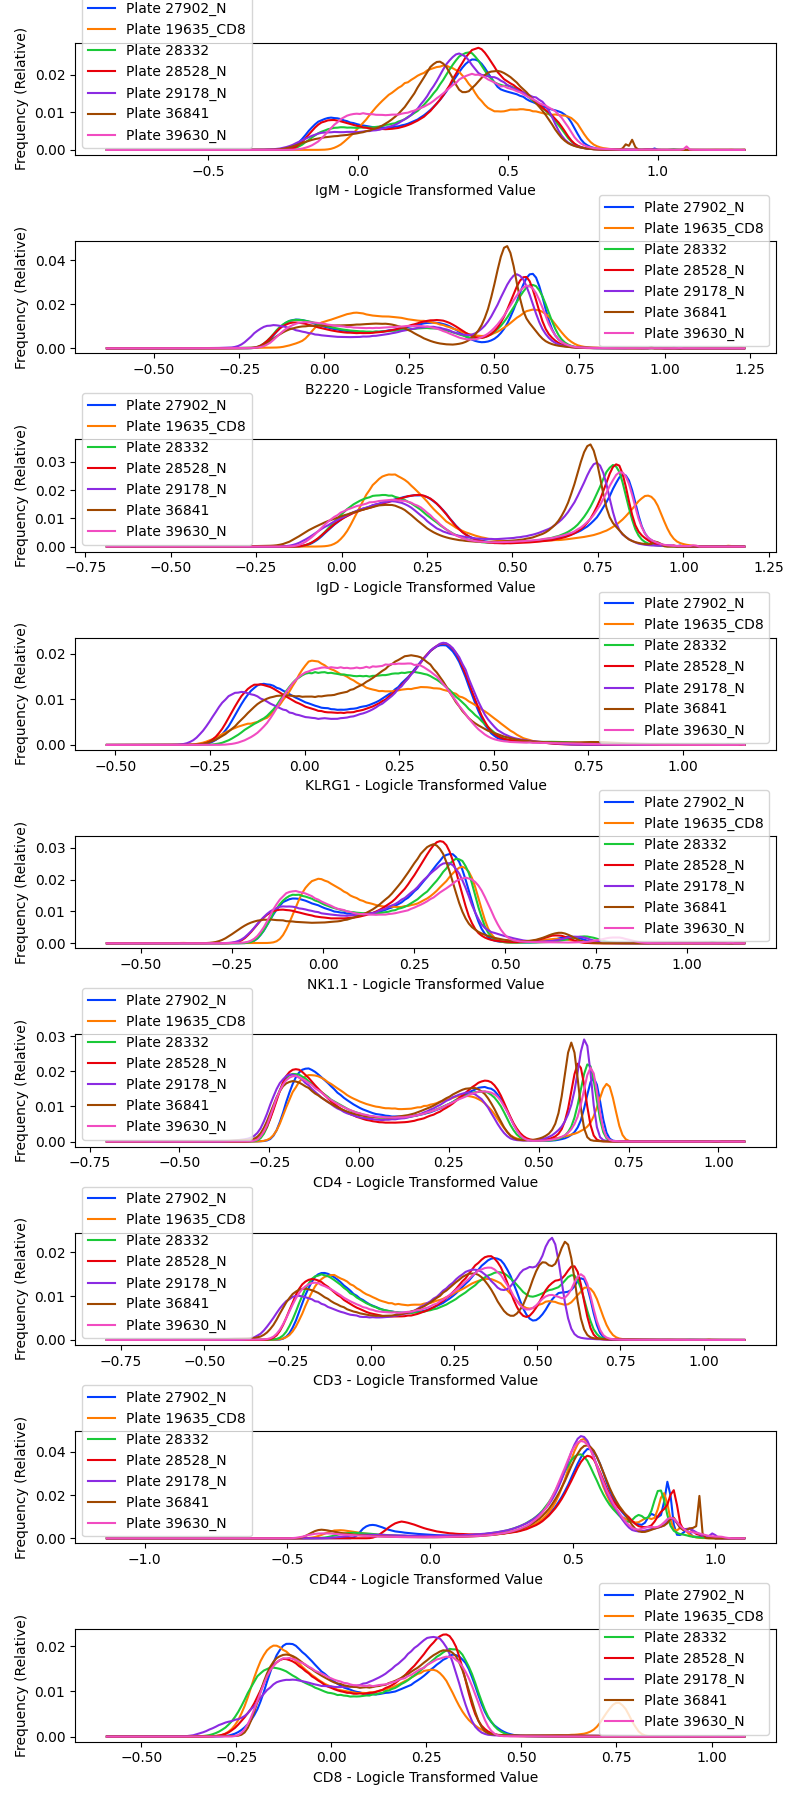 Plate 27902_N
Plate 19635_CD8
Plate 28332
Plate 28528_N
Plate 29178_N
Plate 36841
Plate 39630_N
Frequency (Relative)
0.02
0.01
0.00
−0.5 0.0 0.5 1.0
IgM - Logicle Transformed Value
Plate 27902_N
Plate 19635_CD8
Plate 28332
Plate 28528_N
Plate 29178_N
Plate 36841
Plate 39630_N
Frequency (Relative)
0.04
0.02
0.00
−0.50 −0.25 0.00 0.25 0.50 0.75 1.00 1.25
B2220 - Logicle Transformed Value
Plate 27902_N
Plate 19635_CD8
Plate 28332
Plate 28528_N
Plate 29178_N
Plate 36841
Plate 39630_N
Frequency (Relative)
0.03
0.02
0.01
0.00
−0.75 −0.50 −0.25 0.00 0.25 0.50 0.75 1.00 1.25
IgD - Logicle Transformed Value
Plate 27902_N
Plate 19635_CD8
Plate 28332
Plate 28528_N
Plate 29178_N
Plate 36841
Plate 39630_N
Frequency (Relative)
0.02
0.01
0.00
−0.50 −0.25 0.00 0.25 0.50 0.75 1.00
KLRG1 - Logicle Transformed Value
Plate 27902_N
Plate 19635_CD8
Plate 28332
Plate 28528_N
Plate 29178_N
Plate 36841
Plate 39630_N
Frequency (Relative)
0.03
0.02
0.01
0.00
−0.50 −0.25 0.00 0.25 0.50 0.75 1.00
NK1.1 - Logicle Transformed Value
Plate 27902_N
Plate 19635_CD8
Plate 28332
Plate 28528_N
Plate 29178_N
Plate 36841
Plate 39630_N
Frequency (Relative)
0.03
0.02
0.01
0.00
−0.75 −0.50 −0.25 0.00 0.25 0.50 0.75 1.00
CD4 - Logicle Transformed Value
Plate 27902_N
Plate 19635_CD8
Plate 28332
Plate 28528_N
Plate 29178_N
Plate 36841
Plate 39630_N
Frequency (Relative)
0.02
0.01
0.00
−0.75 −0.50 −0.25 0.00 0.25 0.50 0.75 1.00
CD3 - Logicle Transformed Value
Plate 27902_N
Plate 19635_CD8
Plate 28332
Plate 28528_N
Plate 29178_N
Plate 36841
Plate 39630_N
Frequency (Relative)
0.04
0.02
0.00
−1.0 −0.5 0.0 0.5 1.0
CD44 - Logicle Transformed Value
Plate 27902_N
Plate 19635_CD8
Plate 28332
Plate 28528_N
Plate 29178_N
Plate 36841
Plate 39630_N
Frequency (Relative)
0.02
0.01
0.00
−0.50 −0.25 0.00 0.25 0.50 0.75 1.00
CD8 - Logicle Transformed Value